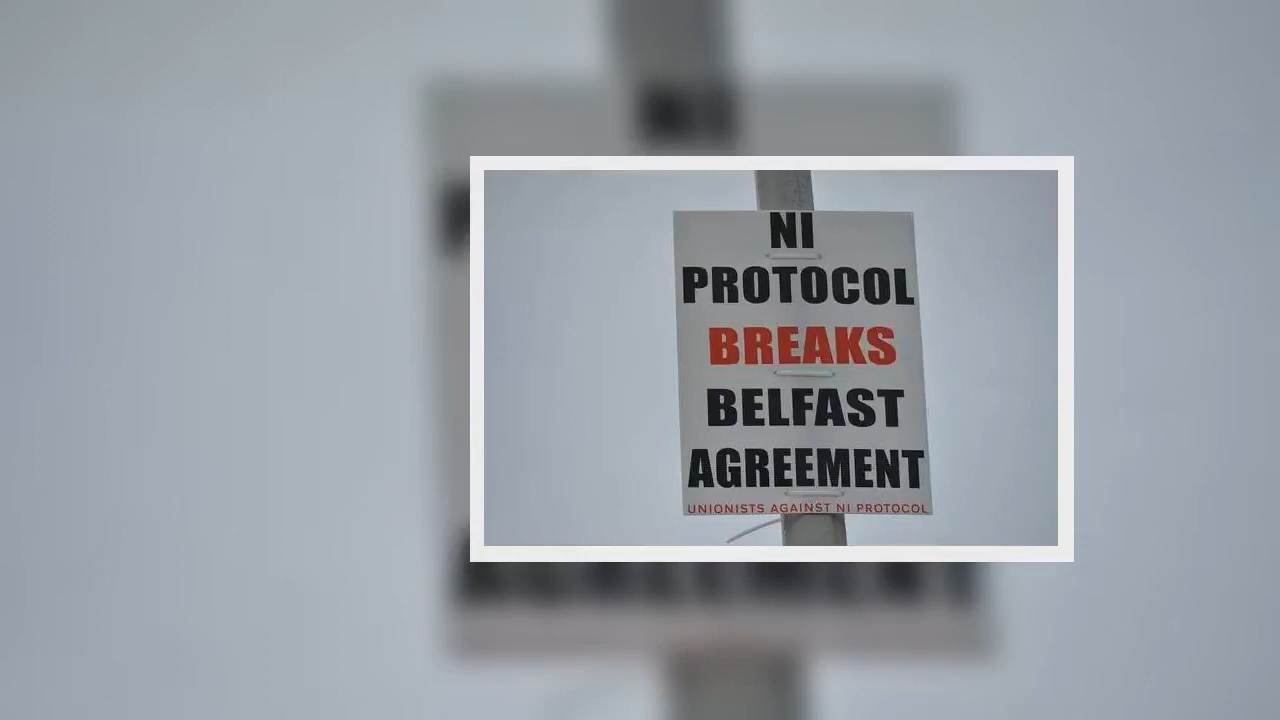 NI
PROTOCOL
BREAKS
BELFAST
AGREEMENT
UNIONISTS AGAINST NI PROTOCOL